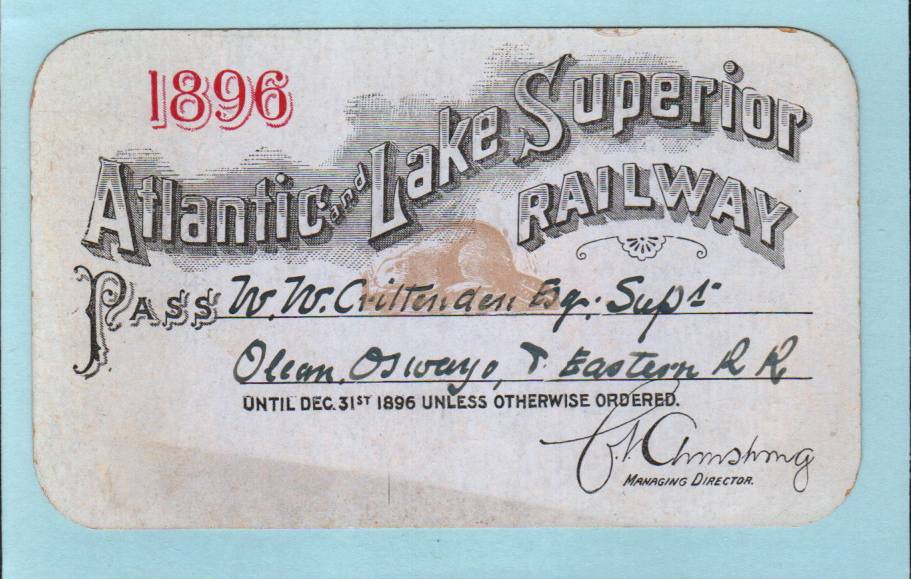 1896
Atlantic and Lake Superior
RAILWAY
PASS W. W. Crittenden Esq. Supt
Olean, Oswayo, & Eastern R R
UNTIL DEC. 31ST 1896 UNLESS OTHERWISE ORDERED.
Armstrong
MANAGING DIRECTOR.